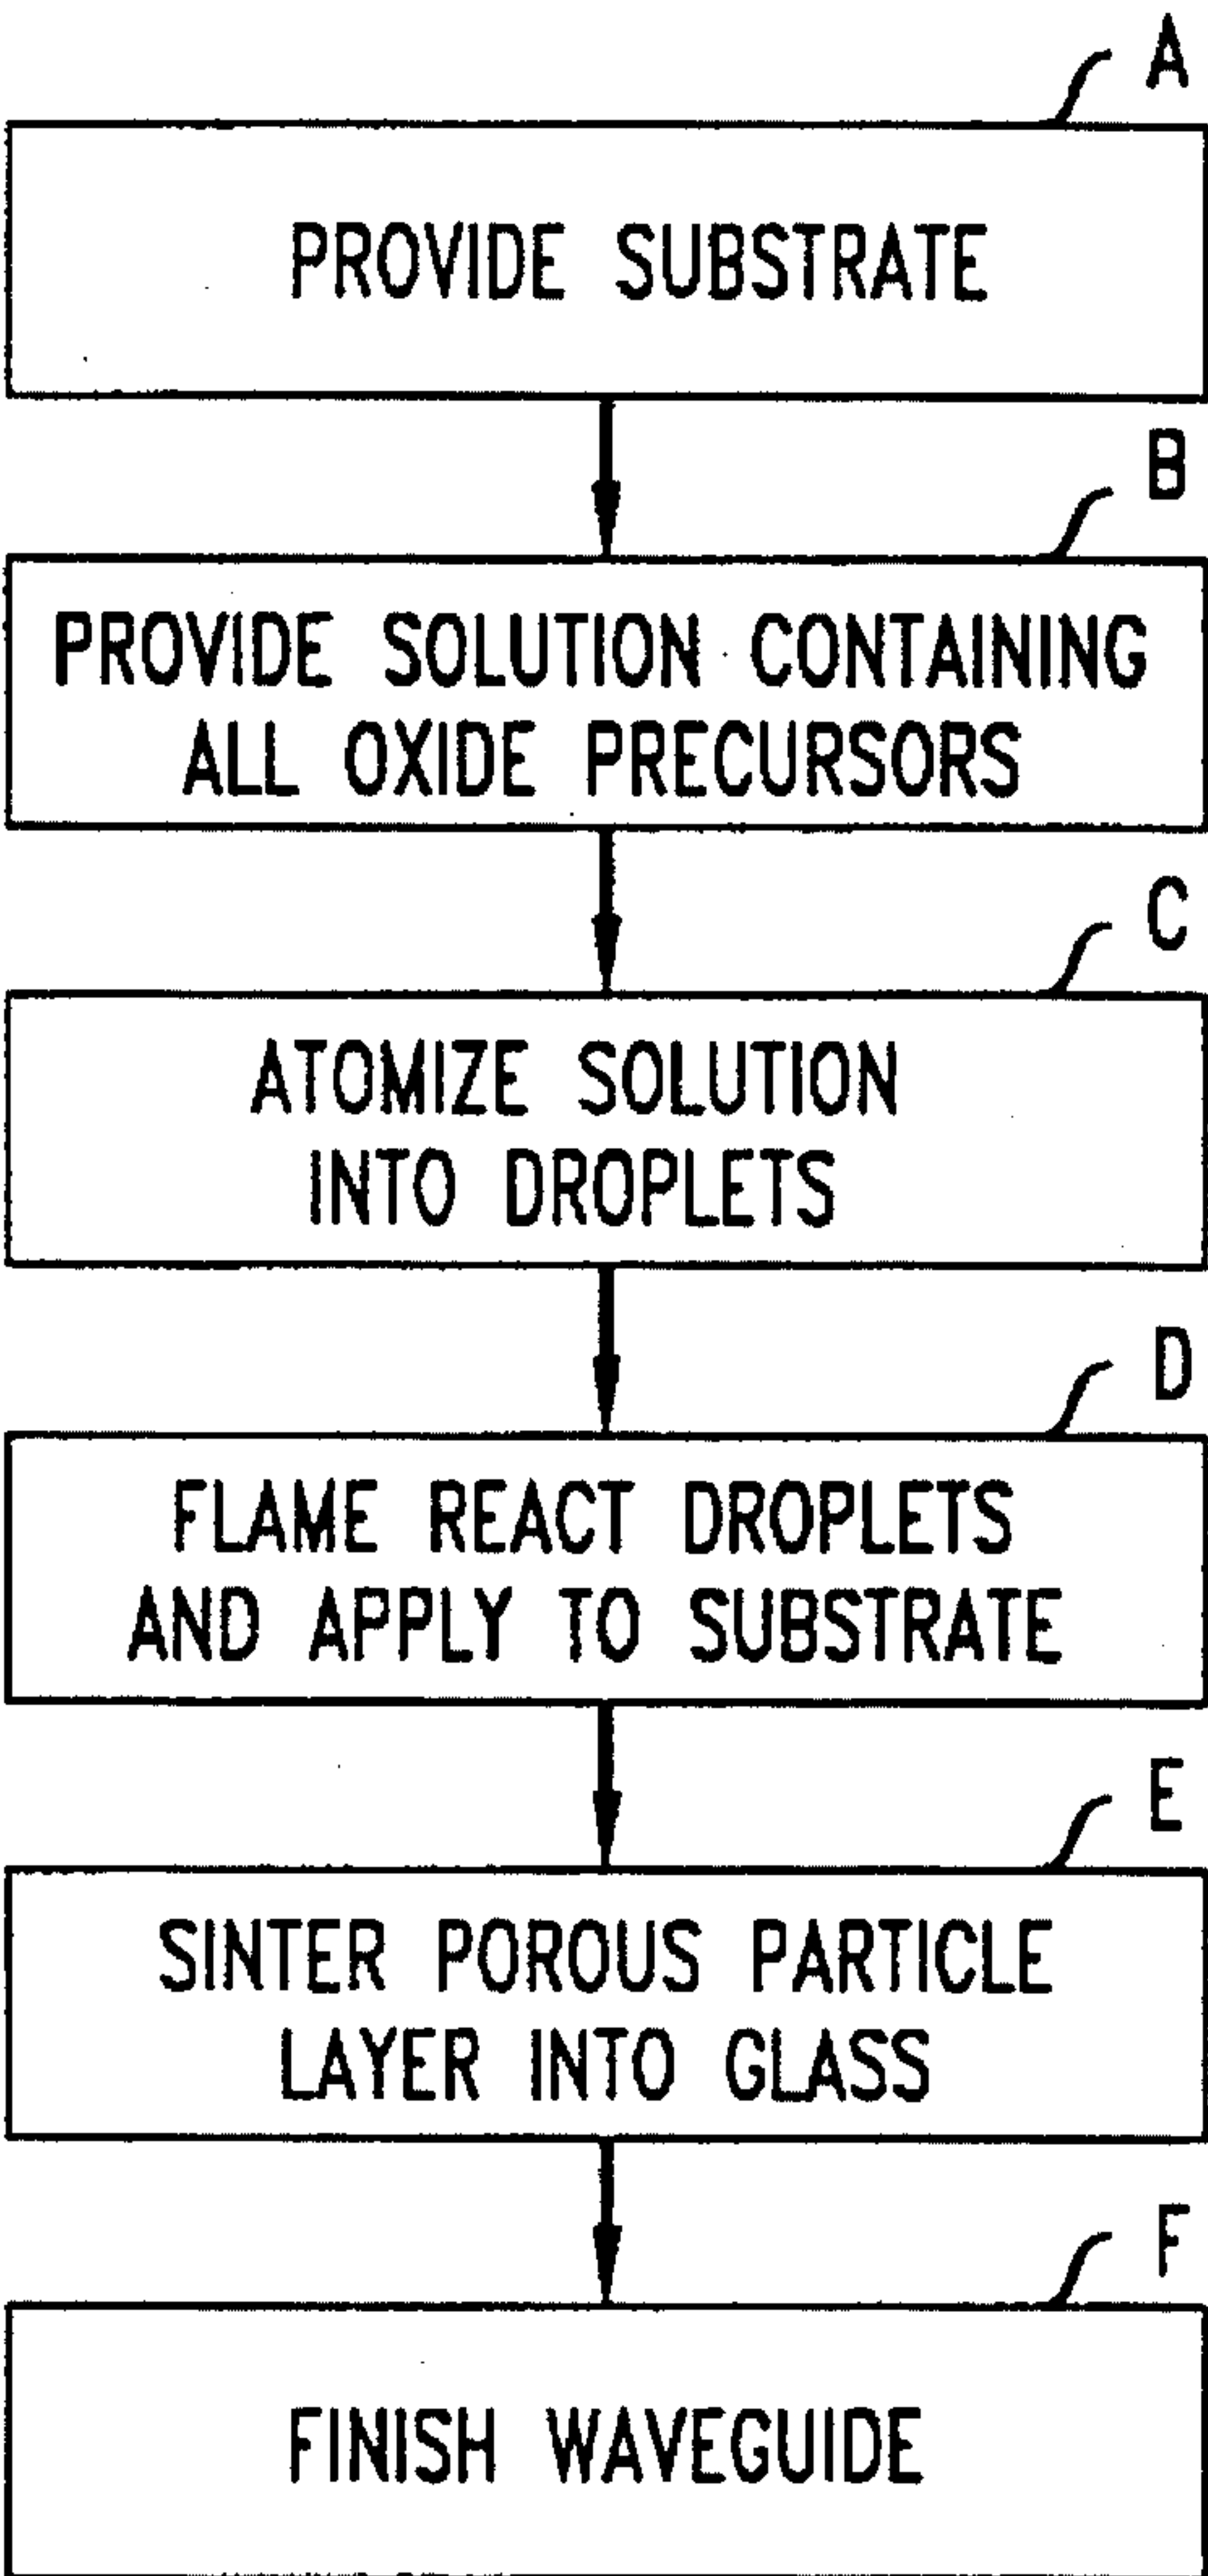 A
PROVIDE SUBSTRATE
B
PROVIDE SOLUTION CONTAINING
ALL OXIDE PRECURSORS
C
ATOMIZE SOLUTION
INTO DROPLETS
D
FLAME REACT DROPLETS
AND APPLY TO SUBSTRATE
E
SINTER POROUS PARTICLE
LAYER INTO GLASS
F
FINISH WAVEGUIDE